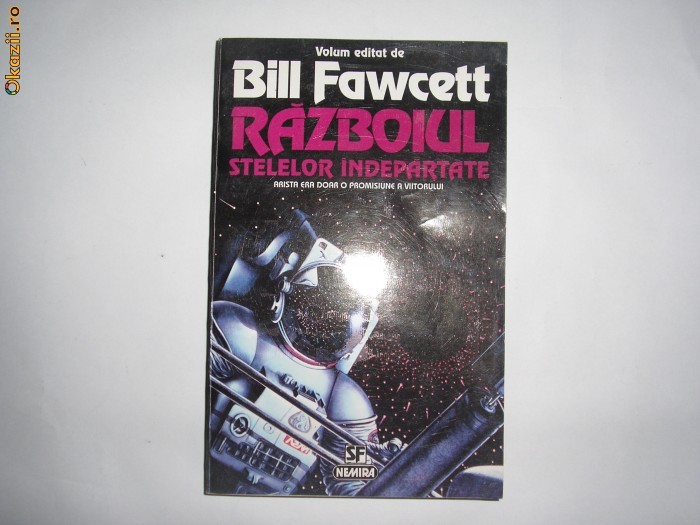 Okazii.ro
Volum editat de
Bill Fawcett
RĂZBOIUL
STELELOR ÎNDEPĂRTATE
ARISTA ERA DOAR O PROMISIUNE A VIITORULUI
SF
NEMIRA